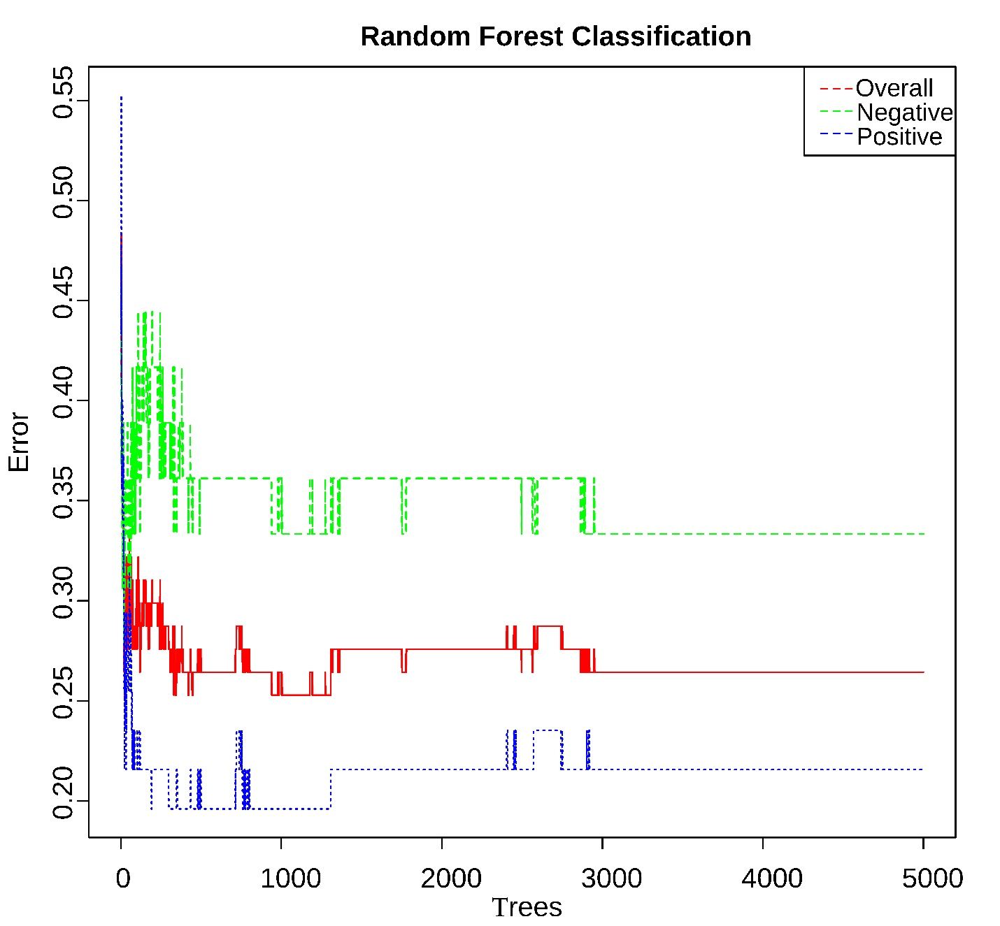 Random Forest Classification
Overall
Negative
Positive
Error
0.55
0.50
0.45
0.40
0.35
0.30
0.25
0.20
0 1000 2000 3000 4000 5000
Trees